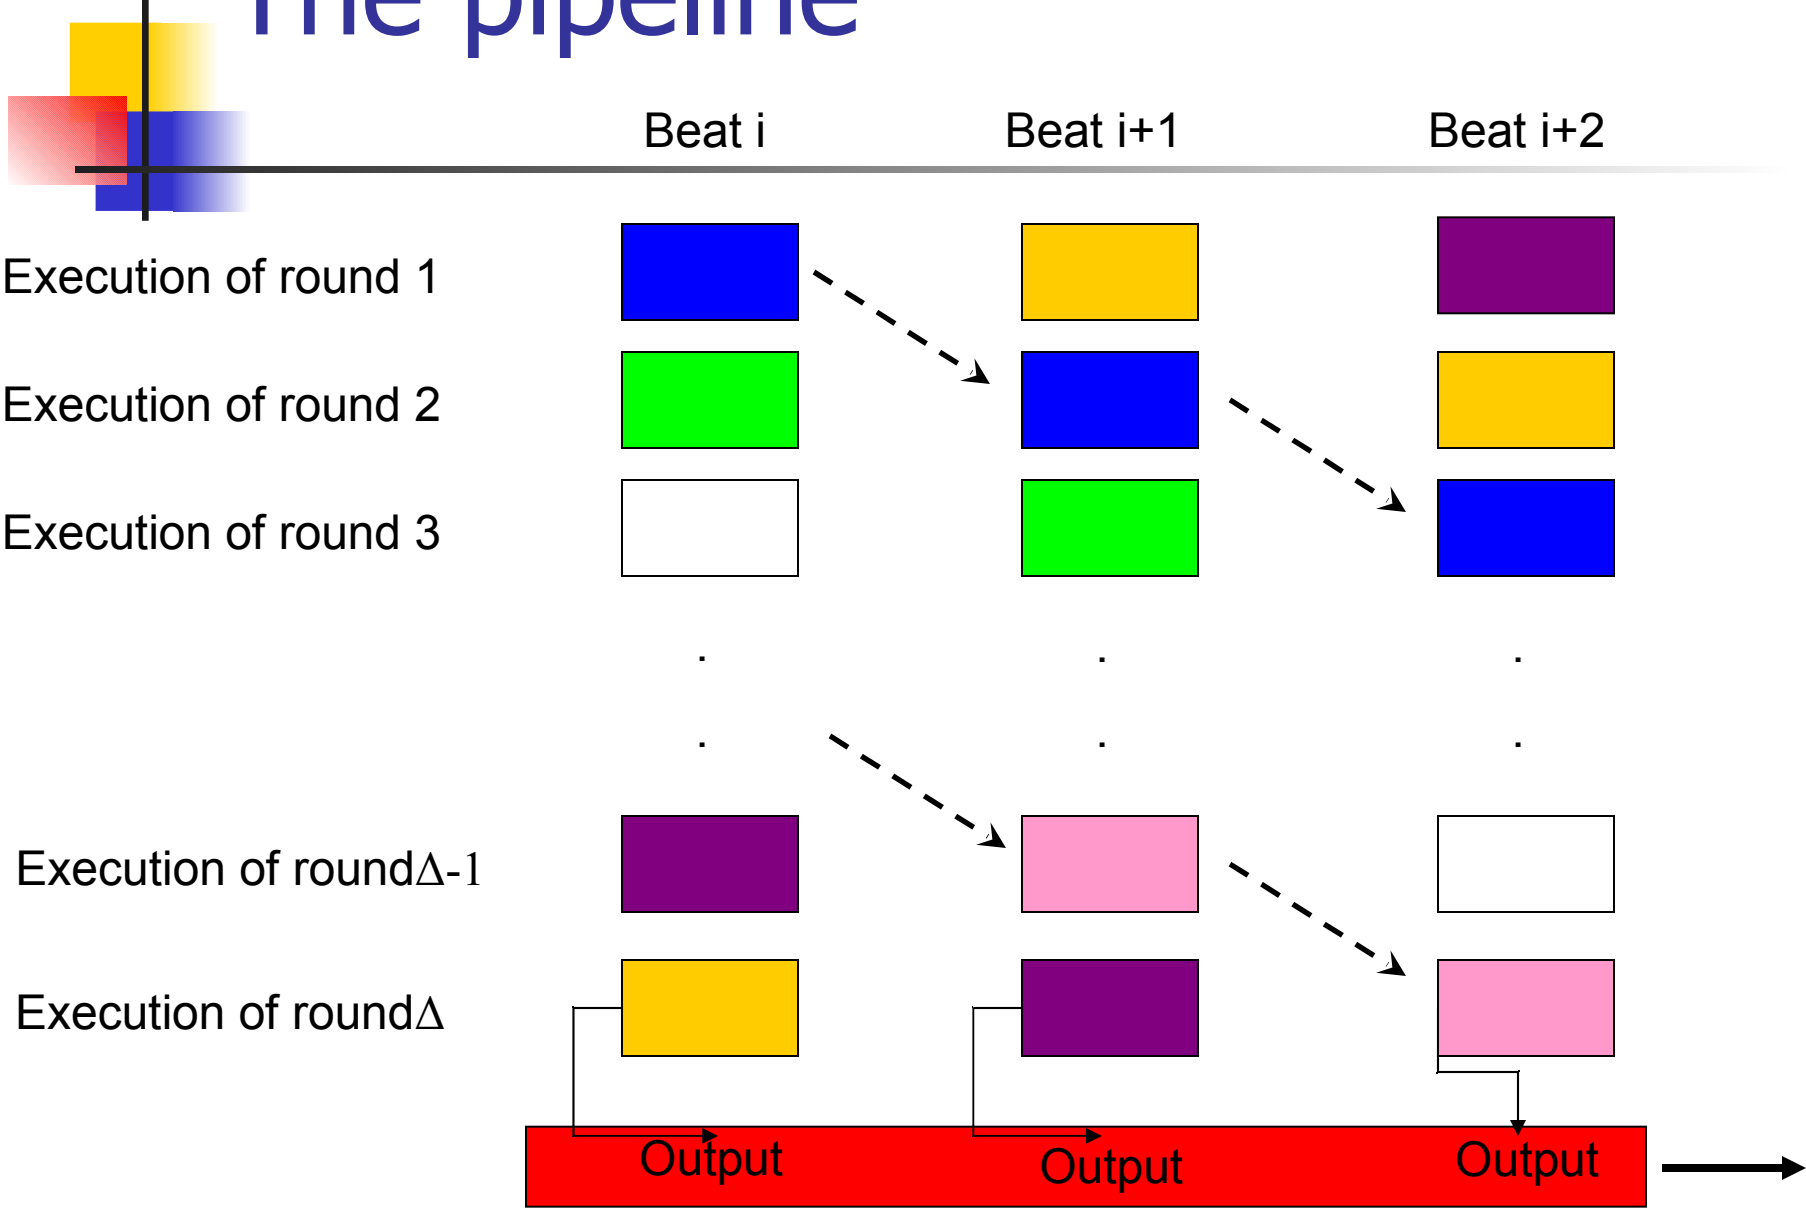 The pipeline
Beat i Beat i+1 Beat i+2
Execution of round 1
Execution of round 2
Execution of round 3
. . .
. . .
Execution of roundΔ-1
Execution of roundΔ
Output Output Output